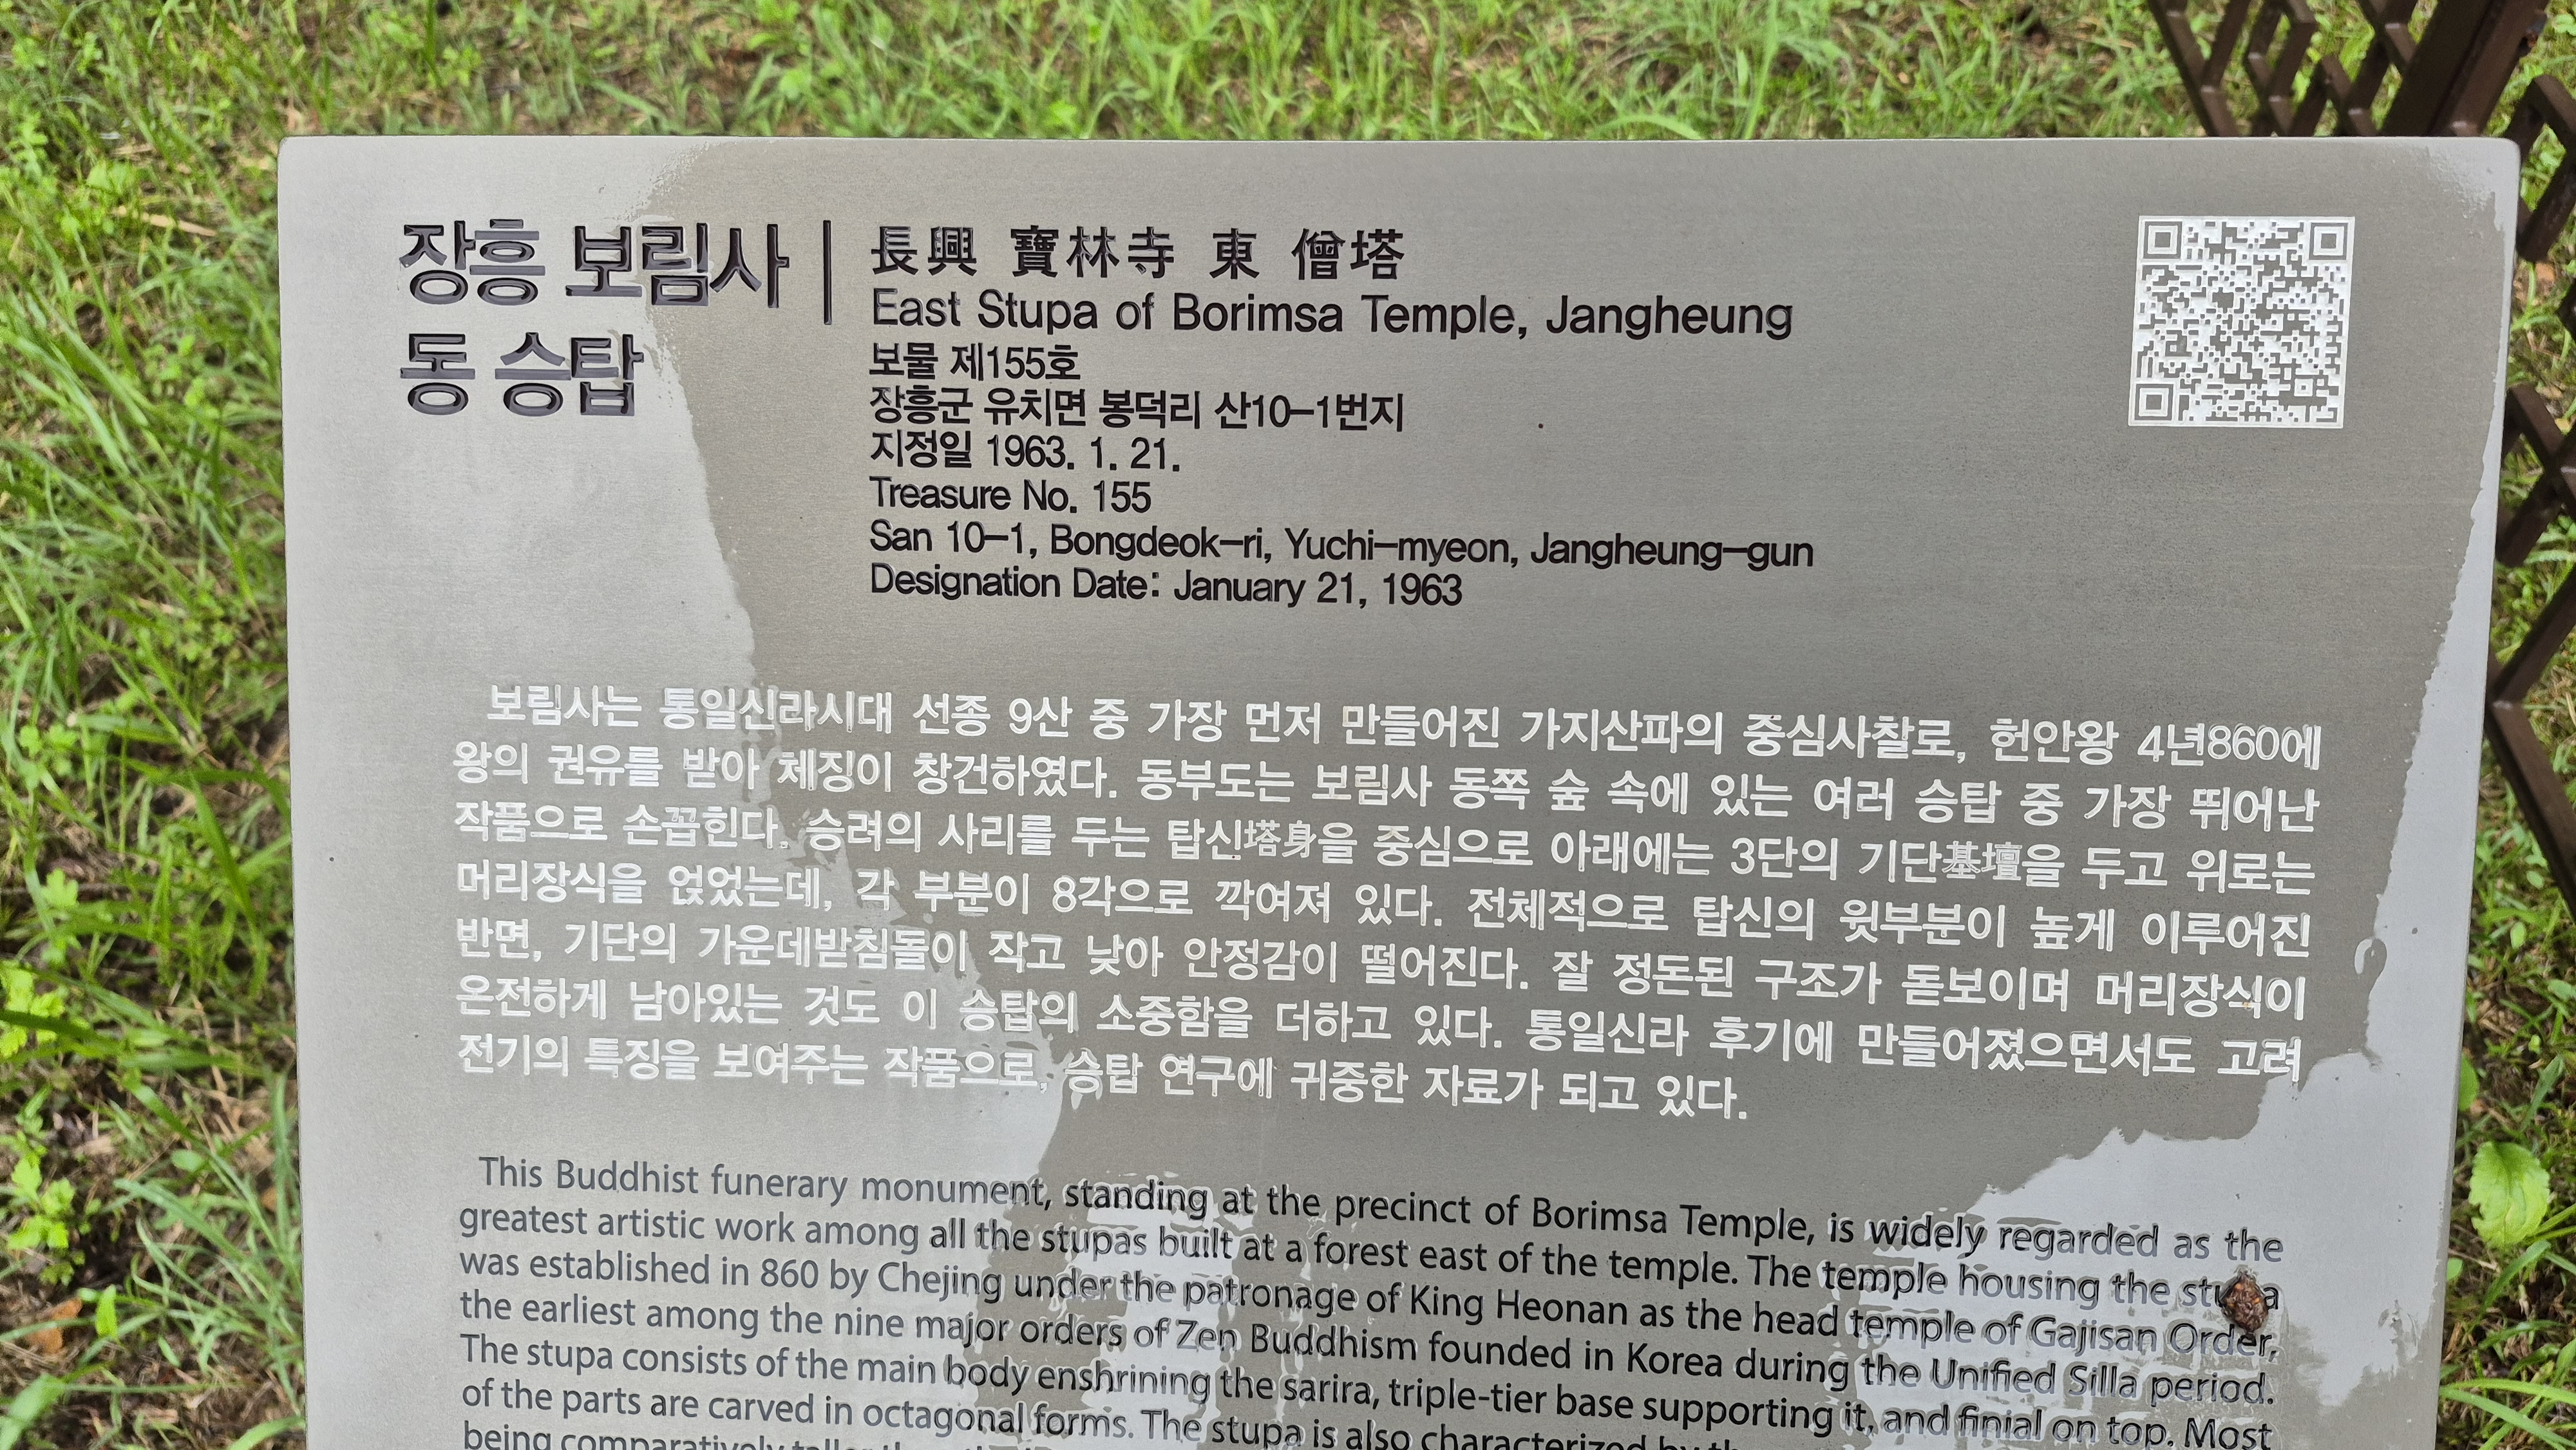 장흥 보림사
동 승탑
長興 寶林寺 東 僧塔
East Stupa of Borimsa Temple, Jangheung
보물 제155호
장흥군 유치면 봉덕리 산10-1번지
지정일 1963. 1. 21.
Treasure No. 155
San 10-1, Bongdeok-ri, Yuchi-myeon, Jangheung-gun
Designation Date: January 21, 1963
보림사는 통일신라시대 선종 9산 중 가장 먼저 만들어진 가지산파의 중심사찰로, 헌안왕 4년860에
왕의 권유를 받아 체징이 창건하였다. 동부도는 보림사 동쪽 숲 속에 있는 여러 승탑 중 가장 뛰어난
작품으로 손꼽힌다. 승려의 사리를 두는 탑신塔身을 중심으로 아래에는 3단의 기단基壇을 두고 위로는
머리장식을 얹었는데, 각 부분이 8각으로 깍여져 있다. 전체적으로 탑신의 윗부분이 높게 이루어진
반면, 기단의 가운데받침돌이 작고 낮아 안정감이 떨어진다. 잘 정돈된 구조가 돋보이며 머리장식이
온전하게 남아있는 것도 이 승탑의 소중함을 더하고 있다. 통일신라 후기에 만들어졌으면서도 고려
전기의 특징을 보여주는 작품으로, 승탑 연구에 귀중한 자료가 되고 있다.
This Buddhist funerary monument, standing at the precinct of Borimsa Temple, is widely regarded as the
greatest artistic work among all the stupas built at a forest east of the temple. The temple housing the stupa
was established in 860 by Chejing under the patronage of King Heonan as the head temple of Gajisan Order,
the earliest among the nine major orders of Zen Buddhism founded in Korea during the Unified Silla period.
The stupa consists of the main body enshrining the sarira, triple-tier base supporting it, and finial on top. Most
of the parts are carved in octagonal forms. The stupa is also characterized by
being comparatively